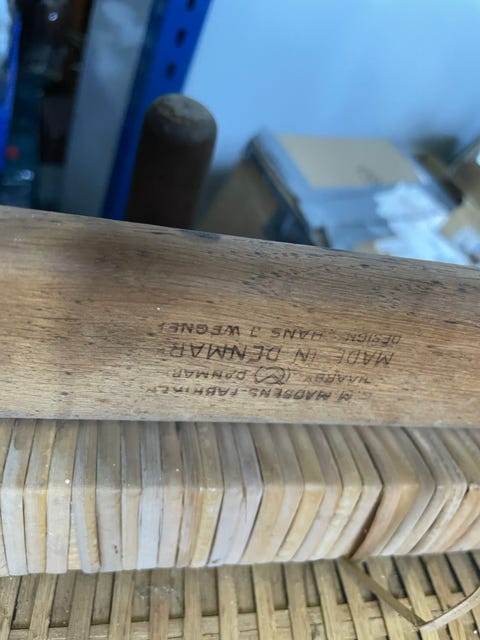 M MADSENS FABRIKER
HAARBY DANMARK
MADE IN DENMARK
DESIGN: HANS J WEGNER